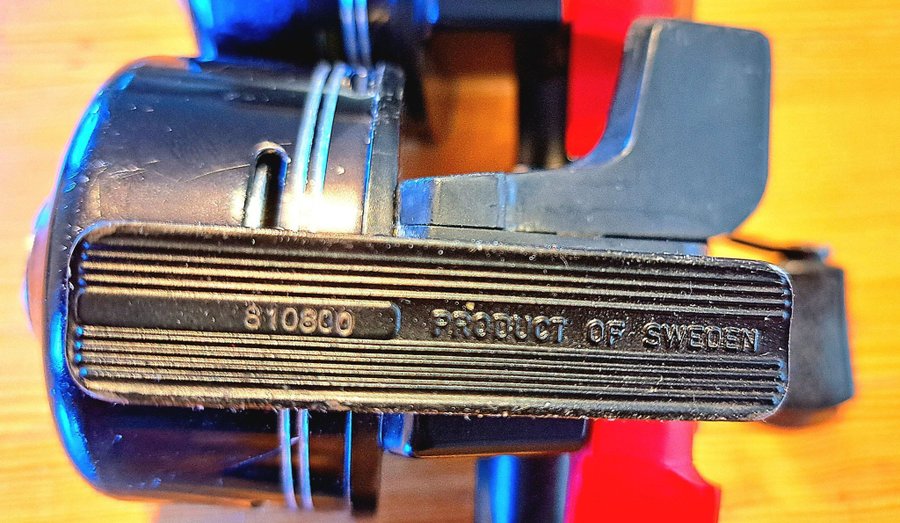 810800 PRODUCT OF SWEDEN